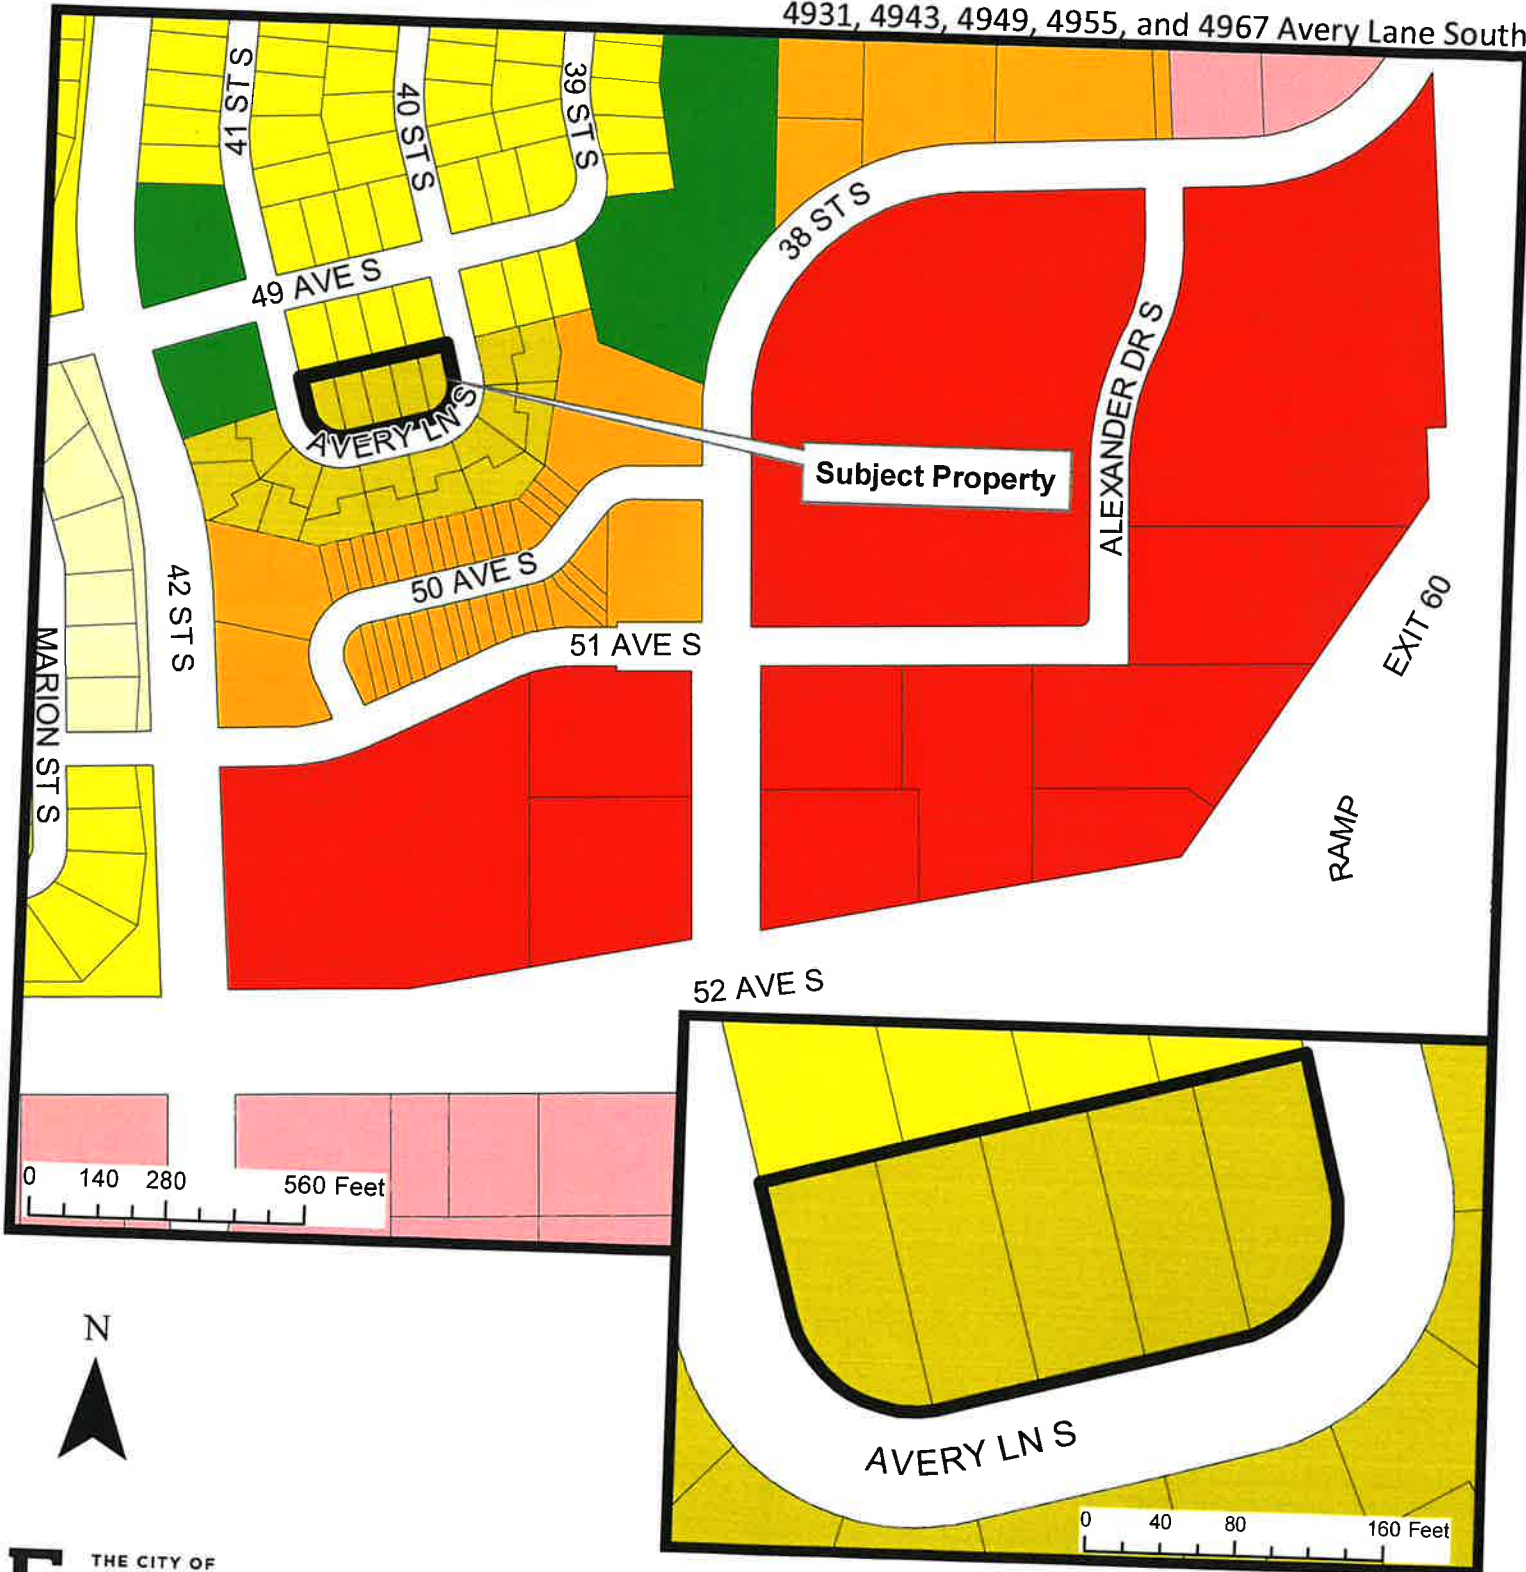 4931, 4943, 4949, 4955, and 4967 Avery Lane South
41 ST S
40 ST S
39 ST S
38 ST S
49 AVE S
ALEXANDER DR S
AVERY LN S
Subject Property
42 ST S
50 AVE S
51 AVE S
MARION ST S
EXIT 60
RAMP
52 AVE S
0 140 280 560 Feet
AVERY LN S
0 40 80 160 Feet
N
THE CITY OF